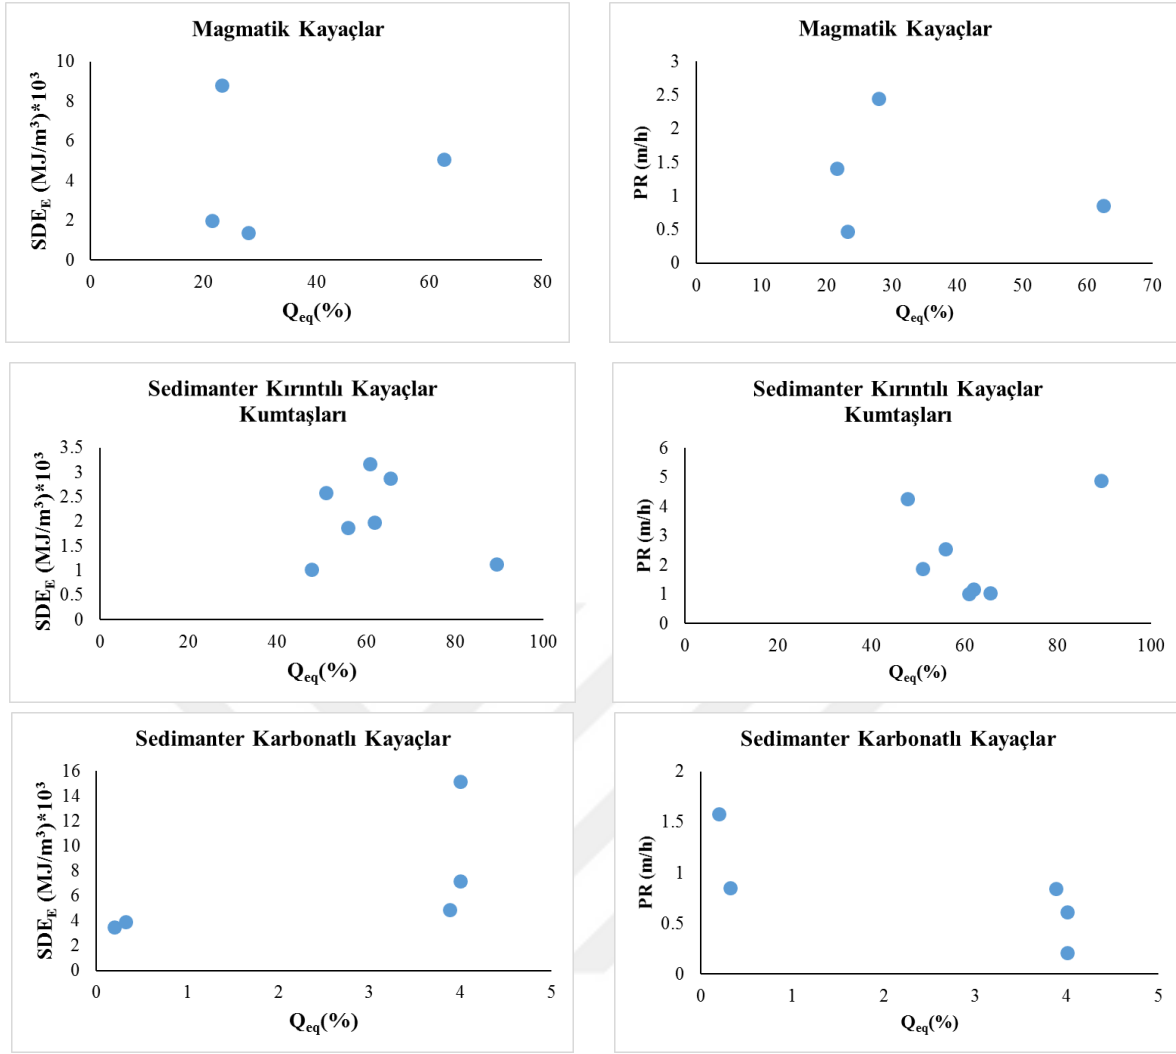 Magmatik Kayaçlar
SDE_E (MJ/m³)*10³
10
8
6
4
2
0
0 20 40 60 80
Q_eq(%)
Magmatik Kayaçlar
PR (m/h)
3
2.5
2
1.5
1
0.5
0
0 10 20 30 40 50 60 70
Q_eq(%)
Sedimanter Kırıntılı Kayaçlar
Kumtaşları
SDE_E (MJ/m³)*10³
3.5
3
2.5
2
1.5
1
0.5
0
0 20 40 60 80 100
Q_eq(%)
Sedimanter Kırıntılı Kayaçlar
Kumtaşları
PR (m/h)
6
5
4
3
2
1
0
0 20 40 60 80 100
Q_eq(%)
Sedimanter Karbonatlı Kayaçlar
SDE_E (MJ/m³)*10³
16
14
12
10
8
6
4
2
0
0 1 2 3 4 5
Q_eq(%)
Sedimanter Karbonatlı Kayaçlar
PR (m/h)
2
1.5
1
0.5
0
0 1 2 3 4 5
Q_eq(%)